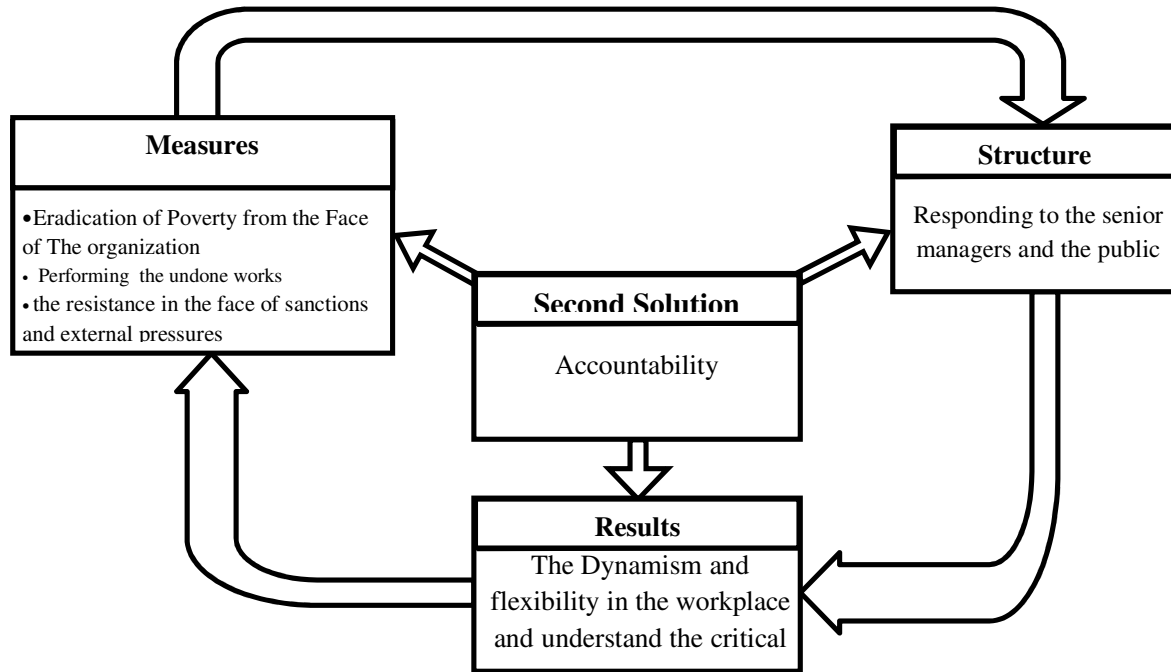 Measures
•Eradication of Poverty from the Face
of The organization
• Performing the undone works
• the resistance in the face of sanctions
and external pressures
Structure
Responding to the senior
managers and the public
Second Solution
Accountability
Results
The Dynamism and
flexibility in the workplace
and understand the critical